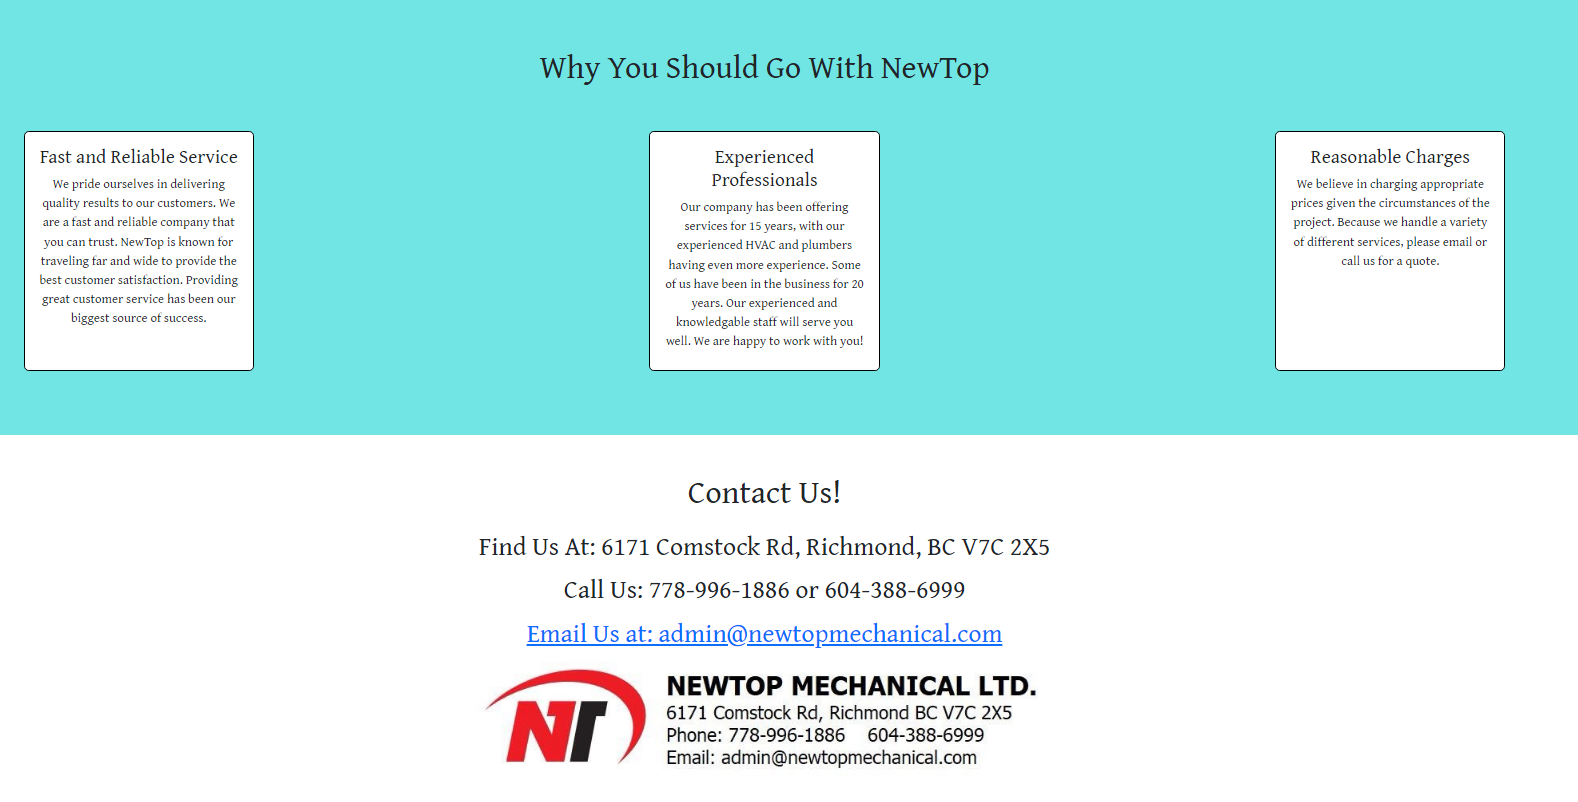 Why You Should Go With NewTop
Fast and Reliable Service
We pride ourselves in delivering
quality results to our customers. We
are a fast and reliable company that
you can trust. NewTop is known for
traveling far and wide to provide the
best customer satisfaction. Providing
great customer service has been our
biggest source of success.
Experienced
Professionals
Our company has been offering
services for 15 years, with our
experienced HVAC and plumbers
having even more experience. Some
of us have been in the business for 20
years. Our experienced and
knowledgable staff will serve you
well. We are happy to work with you!
Reasonable Charges
We believe in charging appropriate
prices given the circumstances of the
project. Because we handle a variety
of different services, please email or
call us for a quote.
Contact Us!
Find Us At: 6171 Comstock Rd, Richmond, BC V7C 2X5
Call Us: 778-996-1886 or 604-388-6999
Email Us at: admin@newtopmechanical.com
NT
NEWTOP MECHANICAL LTD.
6171 Comstock Rd, Richmond BC V7C 2X5
Phone: 778-996-1886 604-388-6999
Email: admin@newtopmechanical.com